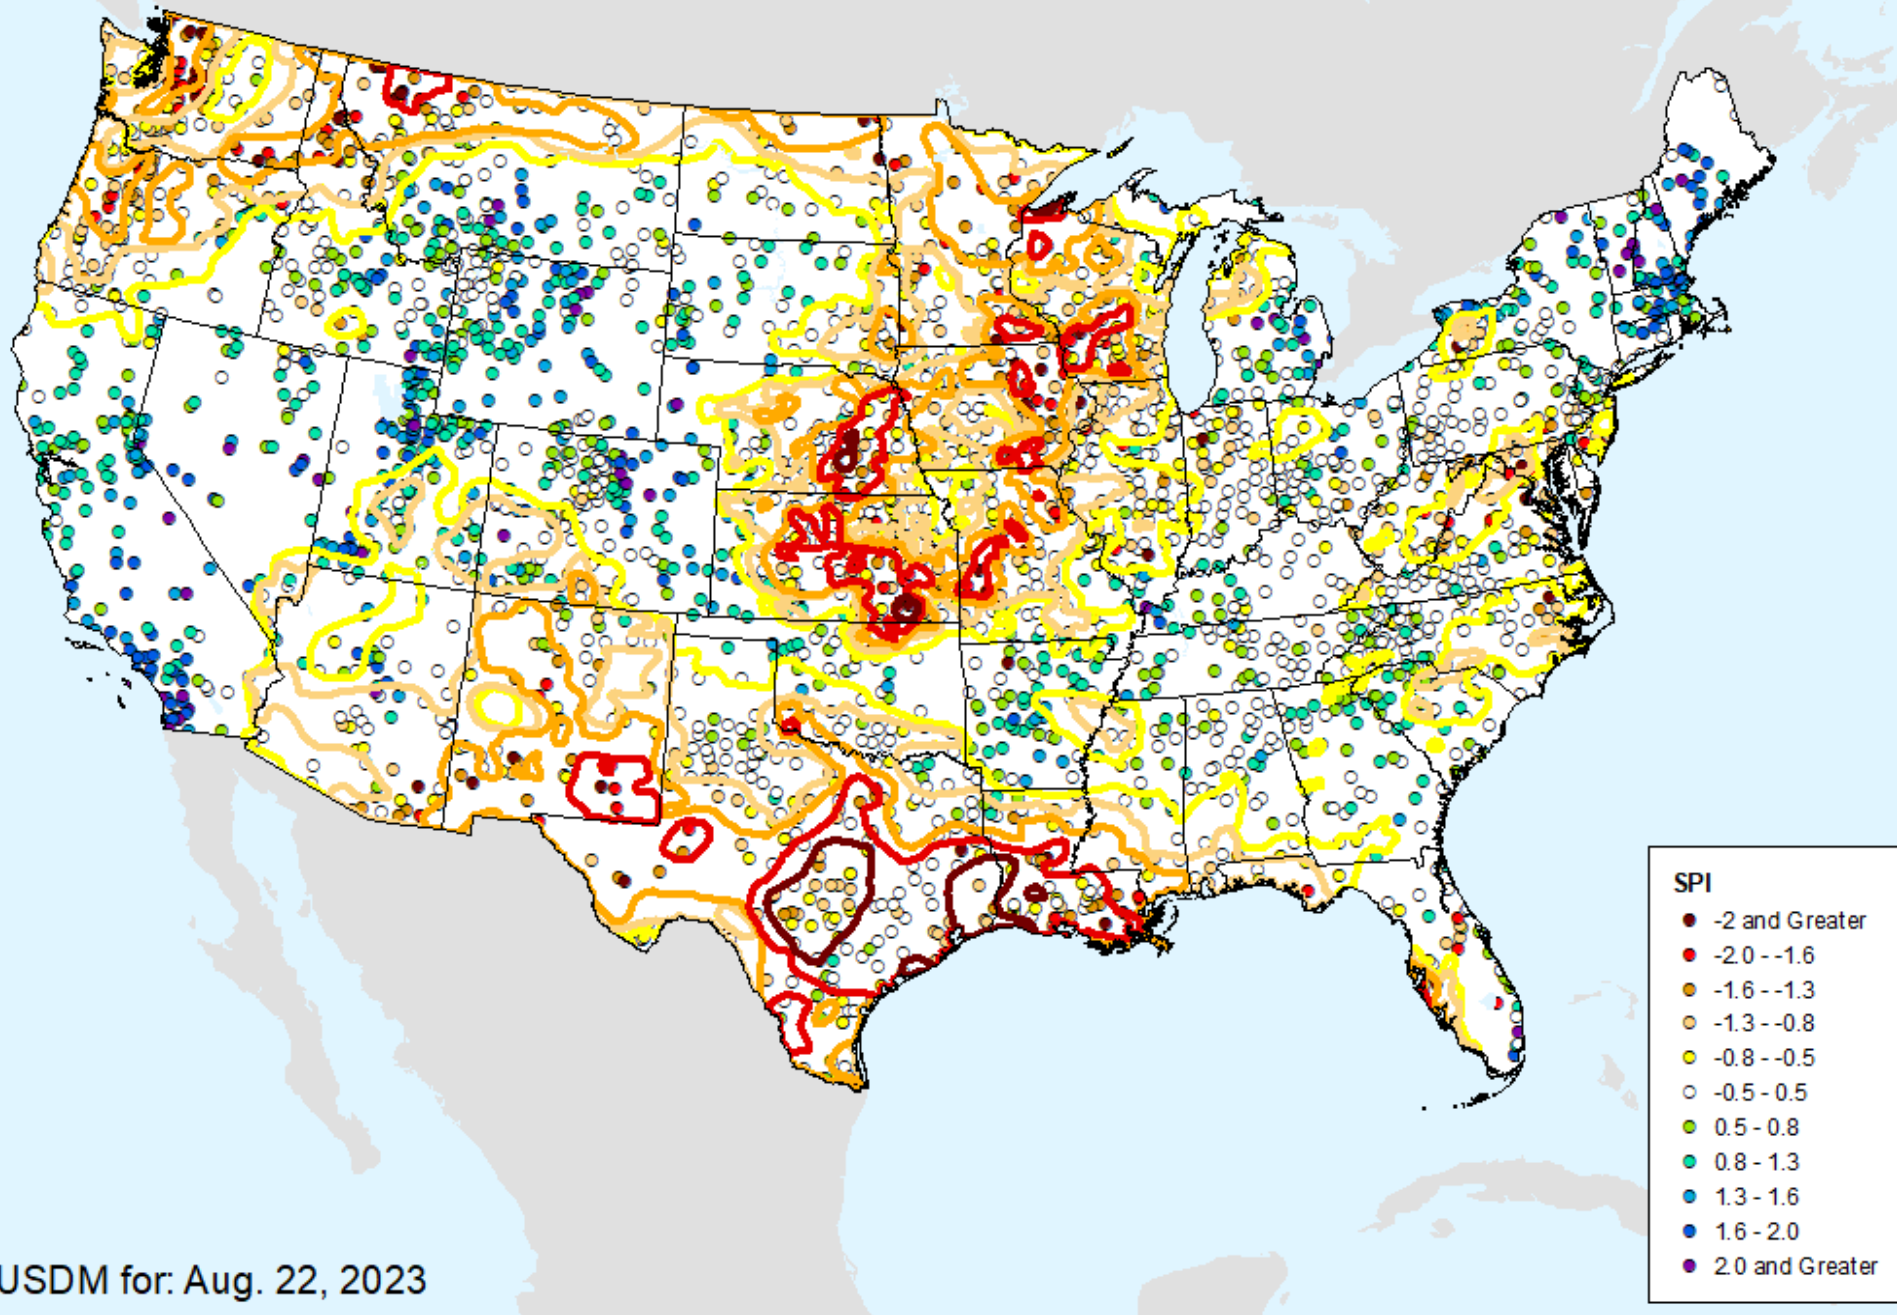 SPI
-2 and Greater
-2.0 - -1.6
-1.6 - -1.3
-1.3 - -0.8
-0.8 - -0.5
-0.5 - 0.5
0.5 - 0.8
0.8 - 1.3
1.3 - 1.6
1.6 - 2.0
2.0 and Greater
USDM for: Aug. 22, 2023